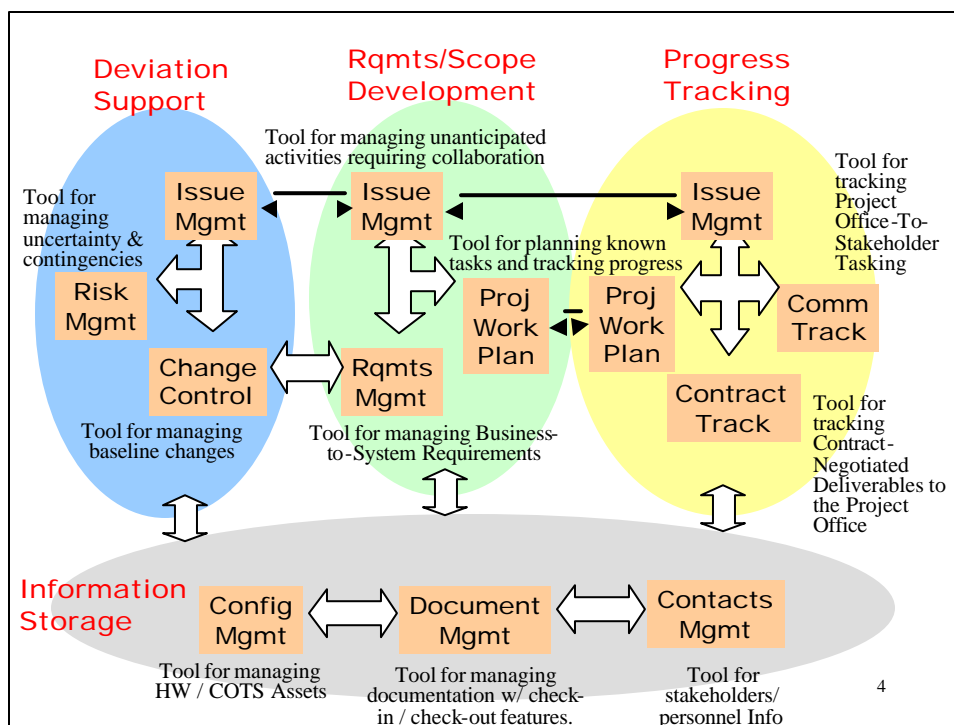 Deviation
Support
Rqmts/Scope
Development
Progress
Tracking
Tool for managing unanticipated
activities requiring collaboration
Tool for
managing
uncertainty &
contingencies
Issue
Mgmt
Issue
Mgmt
Issue
Mgmt
Tool for
tracking
Project
Office-To-
Stakeholder
Tasking
Tool for planning known
tasks and tracking progress
Risk
Mgmt
Proj
Work
Plan
Proj
Work
Plan
Comm
Track
Change
Control
Rqmts
Mgmt
Contract
Track
Tool for managing
baseline changes
Tool for managing Business-
to-System Requirements
Tool for
tracking
Contract-
Negotiated
Deliverables to
the Project
Office
Information
Storage
Config
Mgmt
Document
Mgmt
Contacts
Mgmt
Tool for managing
HW / COTS Assets
Tool for managing
documentation w/ check-
in / check-out features.
Tool for
stakeholders/
personnel Info
4